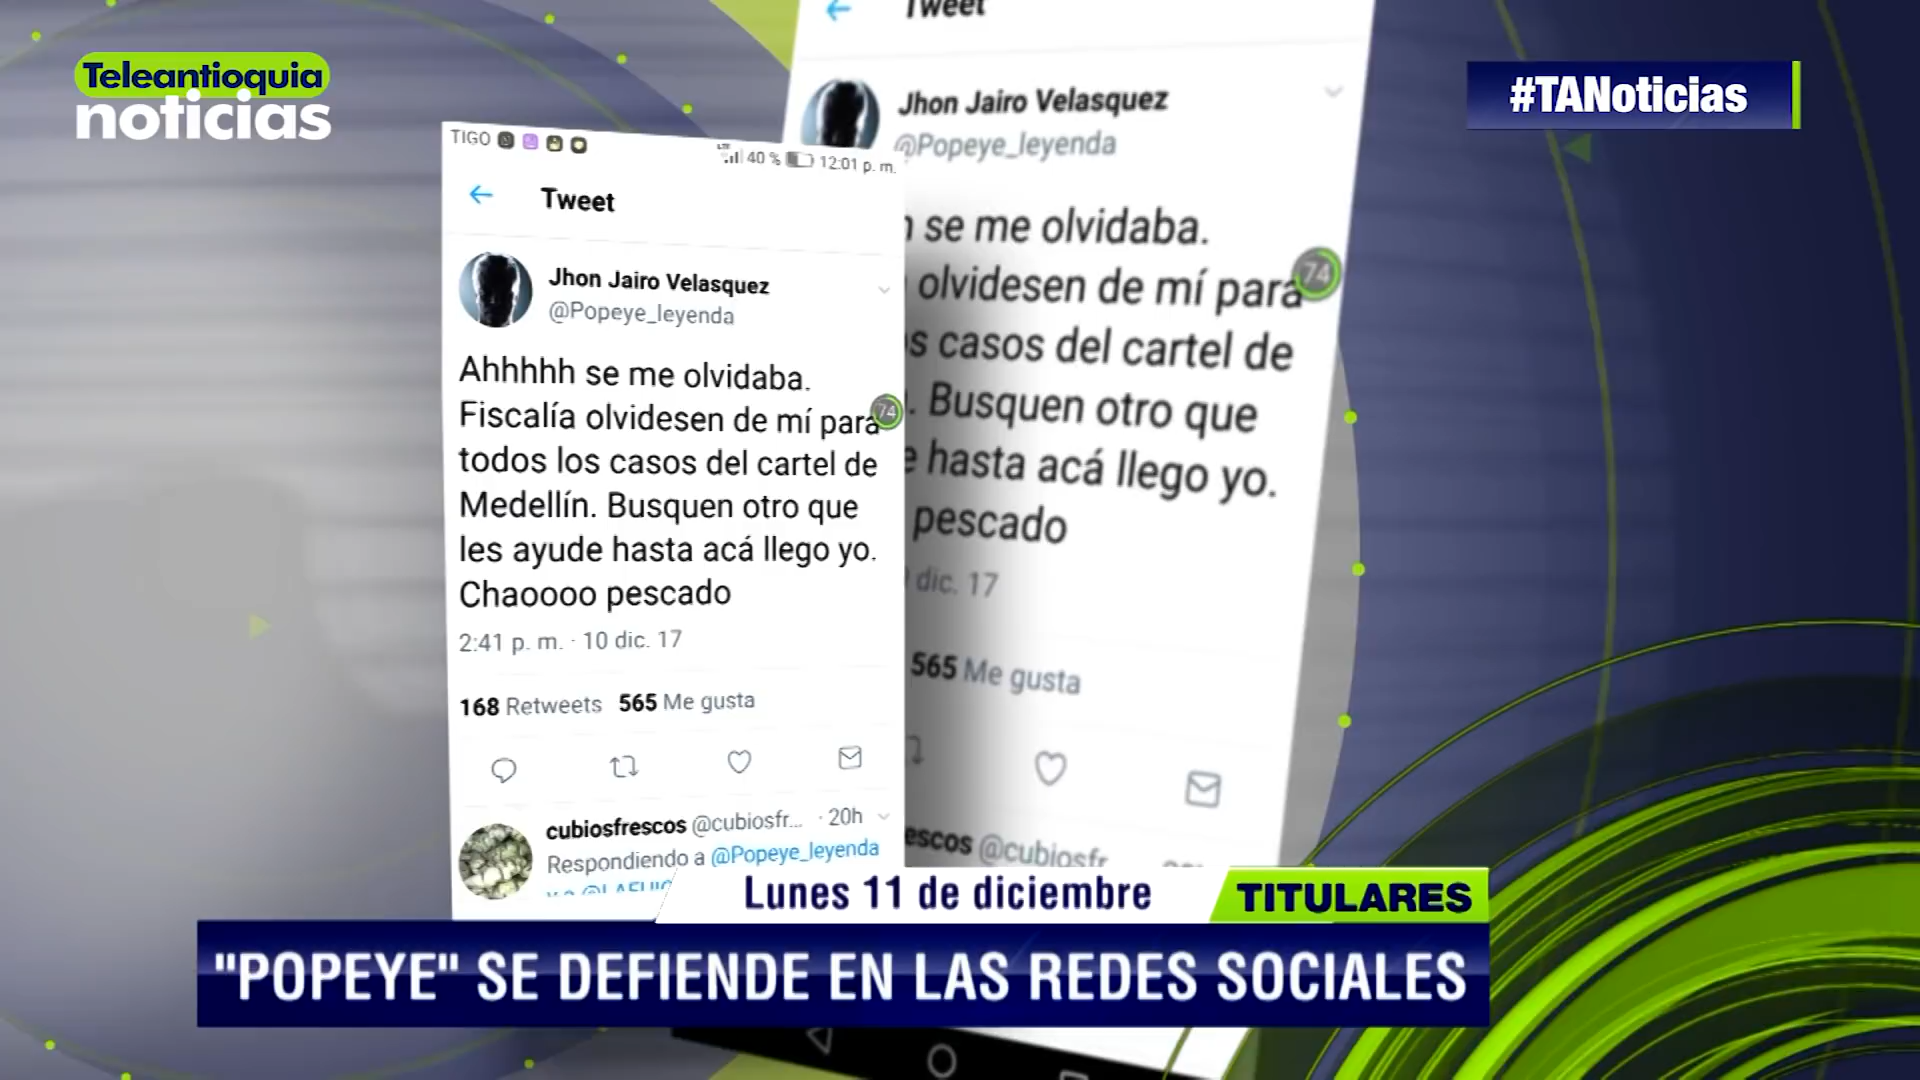 Teleantioquia
noticias
#TANoticias
TIGO
40 % 12:01 p. m.
Tweet
Jhon Jairo Velasquez
@Popeye_leyenda
Ahhhhh se me olvidaba.
Fiscalía olvidesen de mí para
todos los casos del cartel de
Medellín. Busquen otro que
les ayude hasta acá llego yo.
Chaoooo pescado
74
2:41 p. m. · 10 dic. 17
168 Retweets 565 Me gusta
cubiosfrescos @cubiosfr... · 20h
Respondiendo a @Popeye_leyenda
Tweet
Jhon Jairo Velasquez
@Popeye_leyenda
se me olvidaba.
olvidesen de mí para
74
casos del cartel de
. Busquen otro que
hasta acá llego yo.
pescado
dic. 17
565 Me gusta
escos @cubiosfr
Lunes 11 de diciembre
TITULARES
"POPEYE" SE DEFIENDE EN LAS REDES SOCIALES